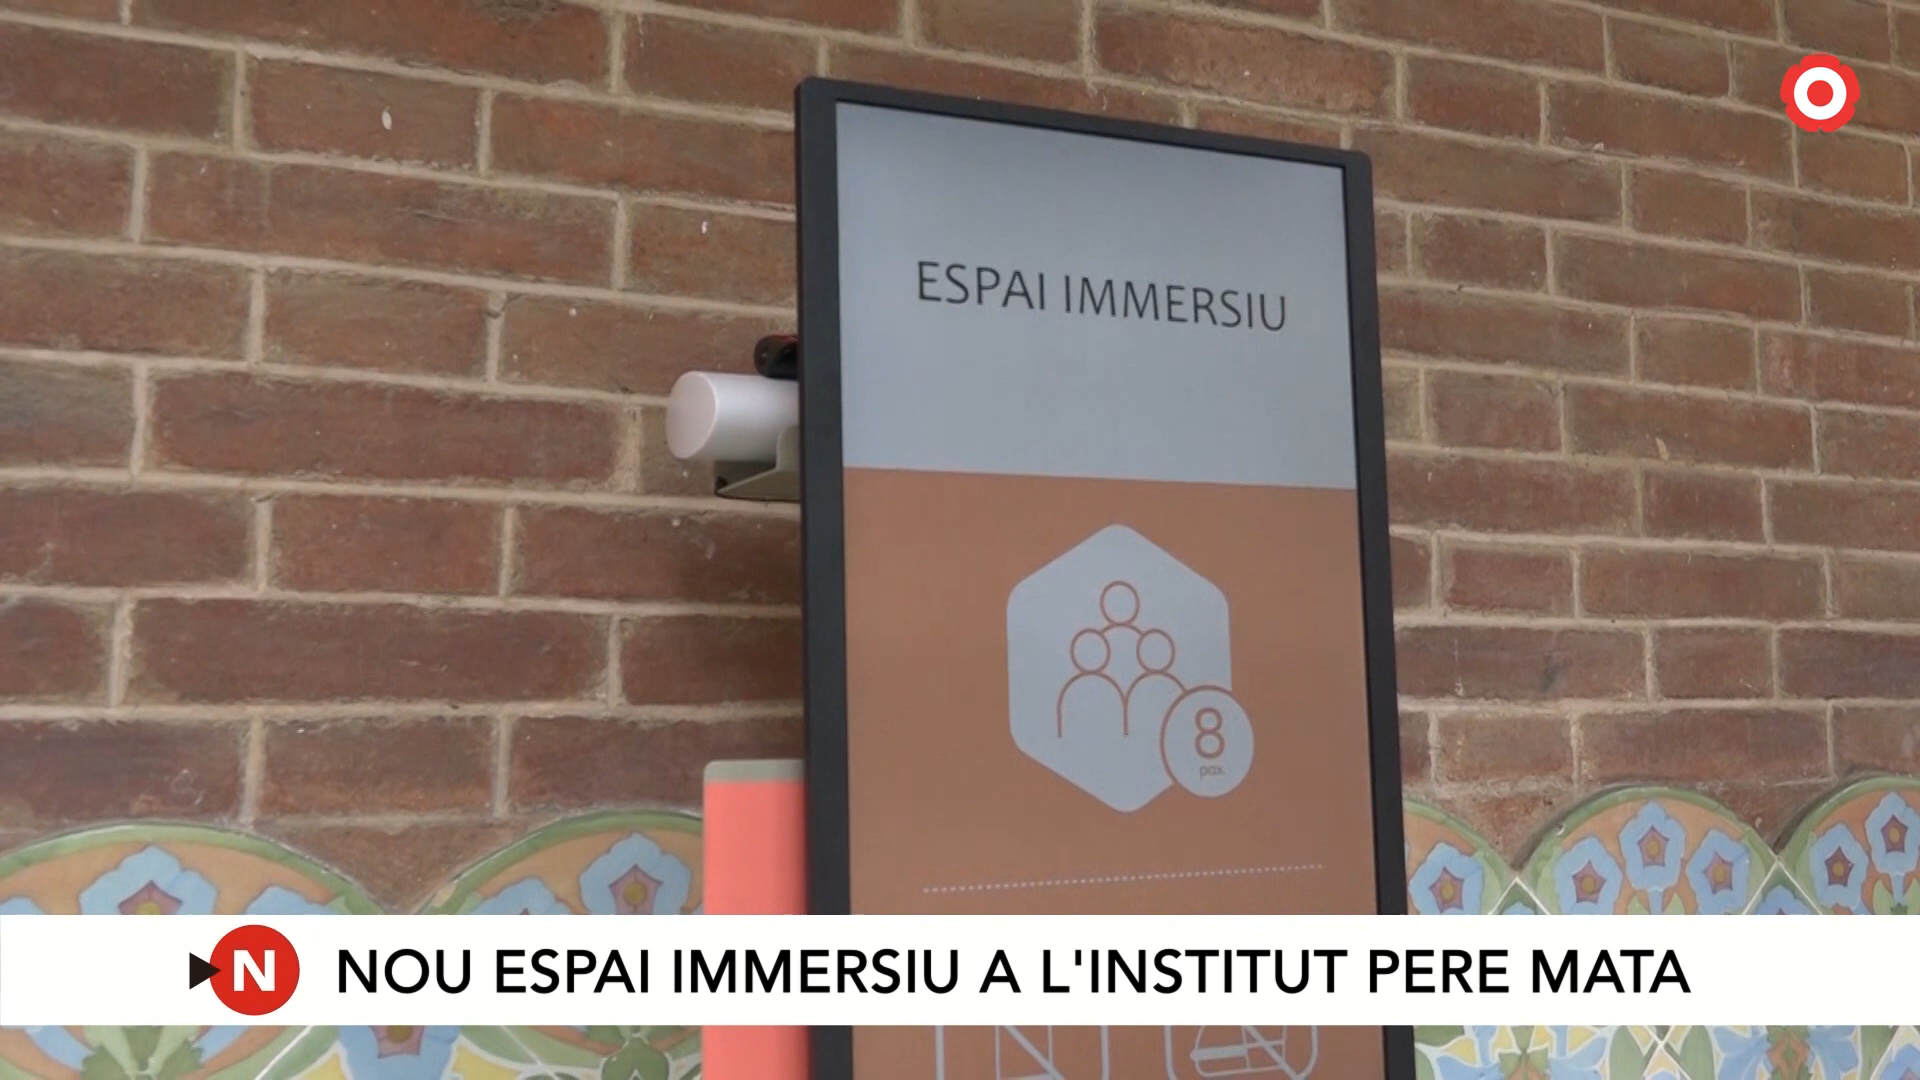 ESPAI IMMERSIU
8
pax.
N NOU ESPAI IMMERSIU A L'INSTITUT PERE MATA